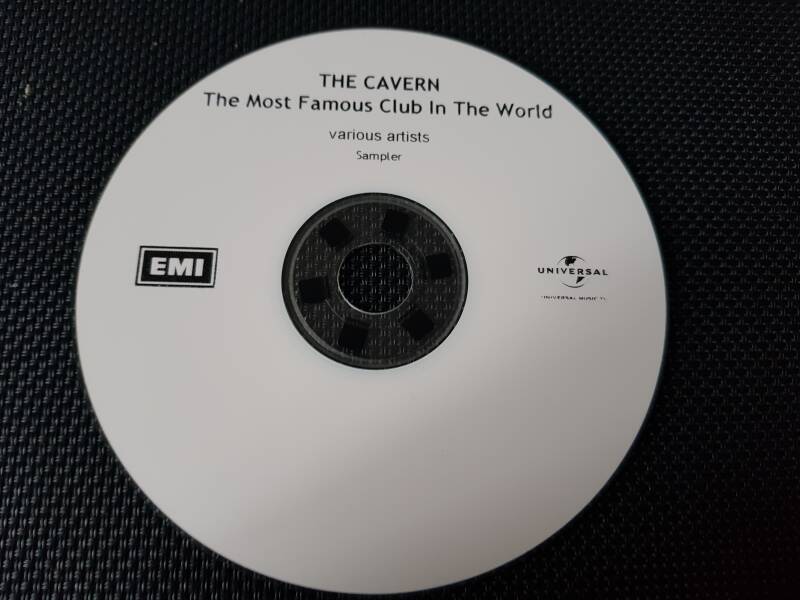 THE CAVERN
The Most Famous Club In The World
various artists
Sampler
EMI
UNIVERSAL
UNIVERSAL MUSIC TV